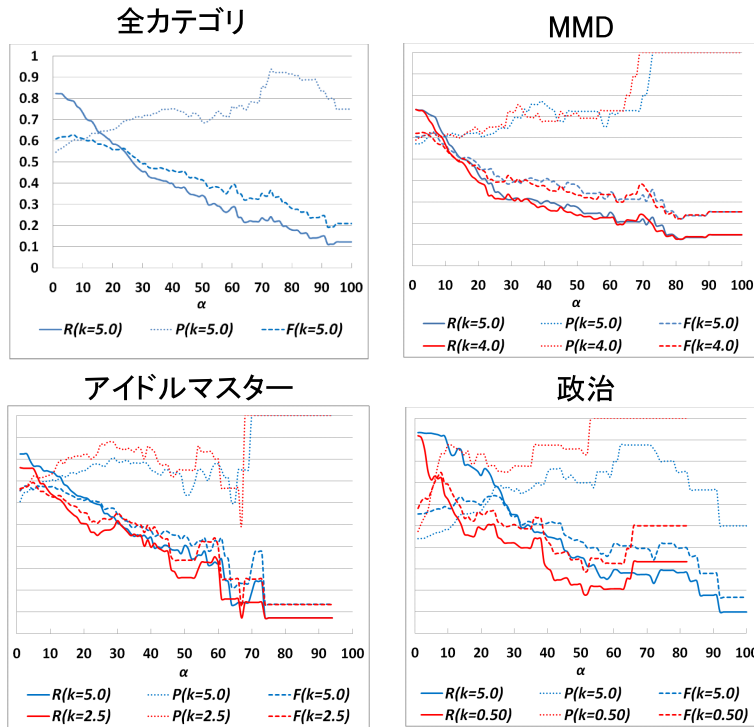 全カテゴリ
1
0.9
0.8
0.7
0.6
0.5
0.4
0.3
0.2
0.1
0
0 10 20 30 40 50 60 70 80 90 100
α
R(k=5.0) P(k=5.0) F(k=5.0)
MMD
0 10 20 30 40 50 60 70 80 90 100
α
R(k=5.0) P(k=5.0) F(k=5.0)
R(k=4.0) P(k=4.0) F(k=4.0)
アイドルマスター
0 10 20 30 40 50 60 70 80 90 100
α
R(k=5.0) P(k=5.0) F(k=5.0)
R(k=2.5) P(k=2.5) F(k=2.5)
政治
0 10 20 30 40 50 60 70 80 90 100
α
R(k=5.0) P(k=5.0) F(k=5.0)
R(k=0.50) P(k=0.50) F(k=0.50)